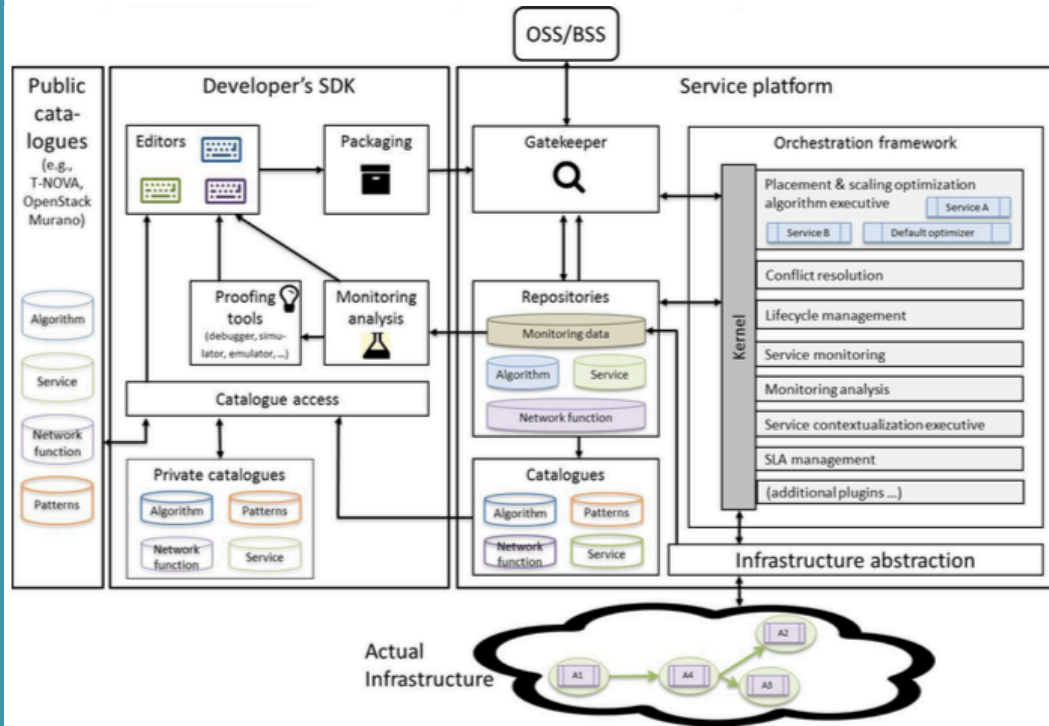 OSS/BSS
Public
cata-
logues
(e.g.,
T-NOVA,
OpenStack
Murano)
Algorithm
Service
Network
function
Patterns
Developer's SDK
Editors
Packaging
Proofing
tools
(debugger, simu-
lator, emulator, ...)
Monitoring
analysis
Catalogue access
Private catalogues
Algorithm
Patterns
Network
function
Service
Service platform
Gatekeeper
Repositories
Monitoring data
Algorithm
Service
Network function
Catalogues
Algorithm
Patterns
Network
function
Service
Orchestration framework
Kernel
Placement & scaling optimization
algorithm executive
Service A
Service B
Default optimizer
Conflict resolution
Lifecycle management
Service monitoring
Monitoring analysis
Service contextualization executive
SLA management
(additional plugins ...)
Infrastructure abstraction
Actual
Infrastructure
A1
A4
A2
A3